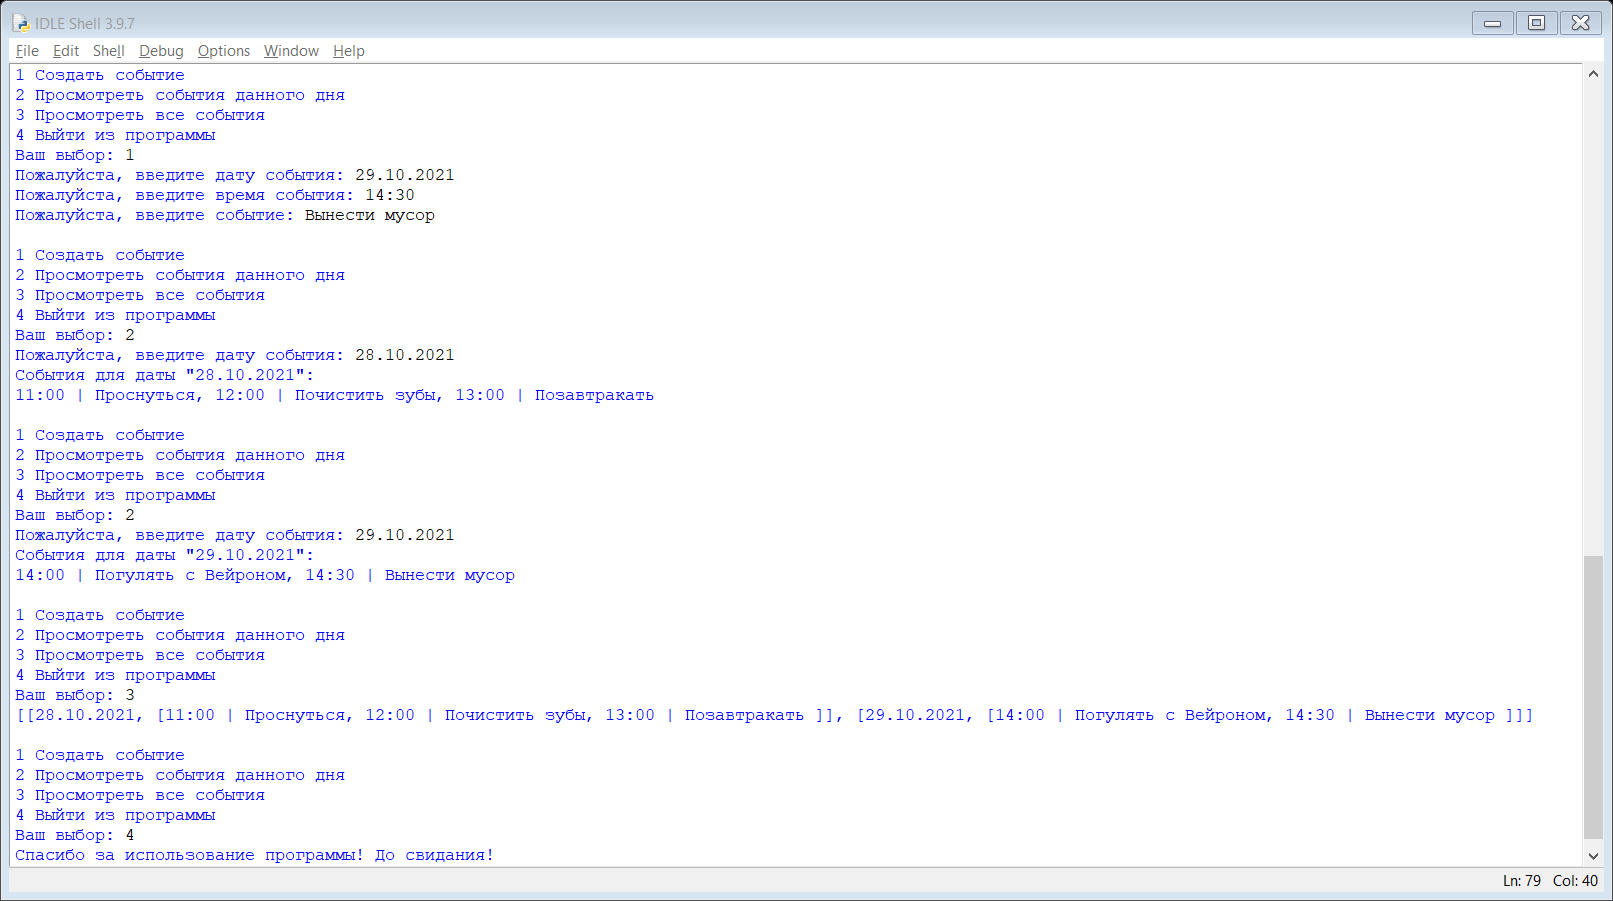 IDLE Shell 3.9.7
File Edit Shell Debug Options Window Help
1 Создать событие
2 Просмотреть события данного дня
3 Просмотреть все события
4 Выйти из программы
Ваш выбор: 1
Пожалуйста, введите дату события: 29.10.2021
Пожалуйста, введите время события: 14:30
Пожалуйста, введите событие: Вынести мусор
1 Создать событие
2 Просмотреть события данного дня
3 Просмотреть все события
4 Выйти из программы
Ваш выбор: 2
Пожалуйста, введите дату события: 28.10.2021
События для даты "28.10.2021":
11:00 | Проснуться, 12:00 | Почистить зубы, 13:00 | Позавтракать
1 Создать событие
2 Просмотреть события данного дня
3 Просмотреть все события
4 Выйти из программы
Ваш выбор: 2
Пожалуйста, введите дату события: 29.10.2021
События для даты "29.10.2021":
14:00 | Погулять с Вейроном, 14:30 | Вынести мусор
1 Создать событие
2 Просмотреть события данного дня
3 Просмотреть все события
4 Выйти из программы
Ваш выбор: 3
[[28.10.2021, [11:00 | Проснуться, 12:00 | Почистить зубы, 13:00 | Позавтракать ]], [29.10.2021, [14:00 | Погулять с Вейроном, 14:30 | Вынести мусор ]]]
1 Создать событие
2 Просмотреть события данного дня
3 Просмотреть все события
4 Выйти из программы
Ваш выбор: 4
Спасибо за использование программы! До свидания!
Ln: 79 Col: 40